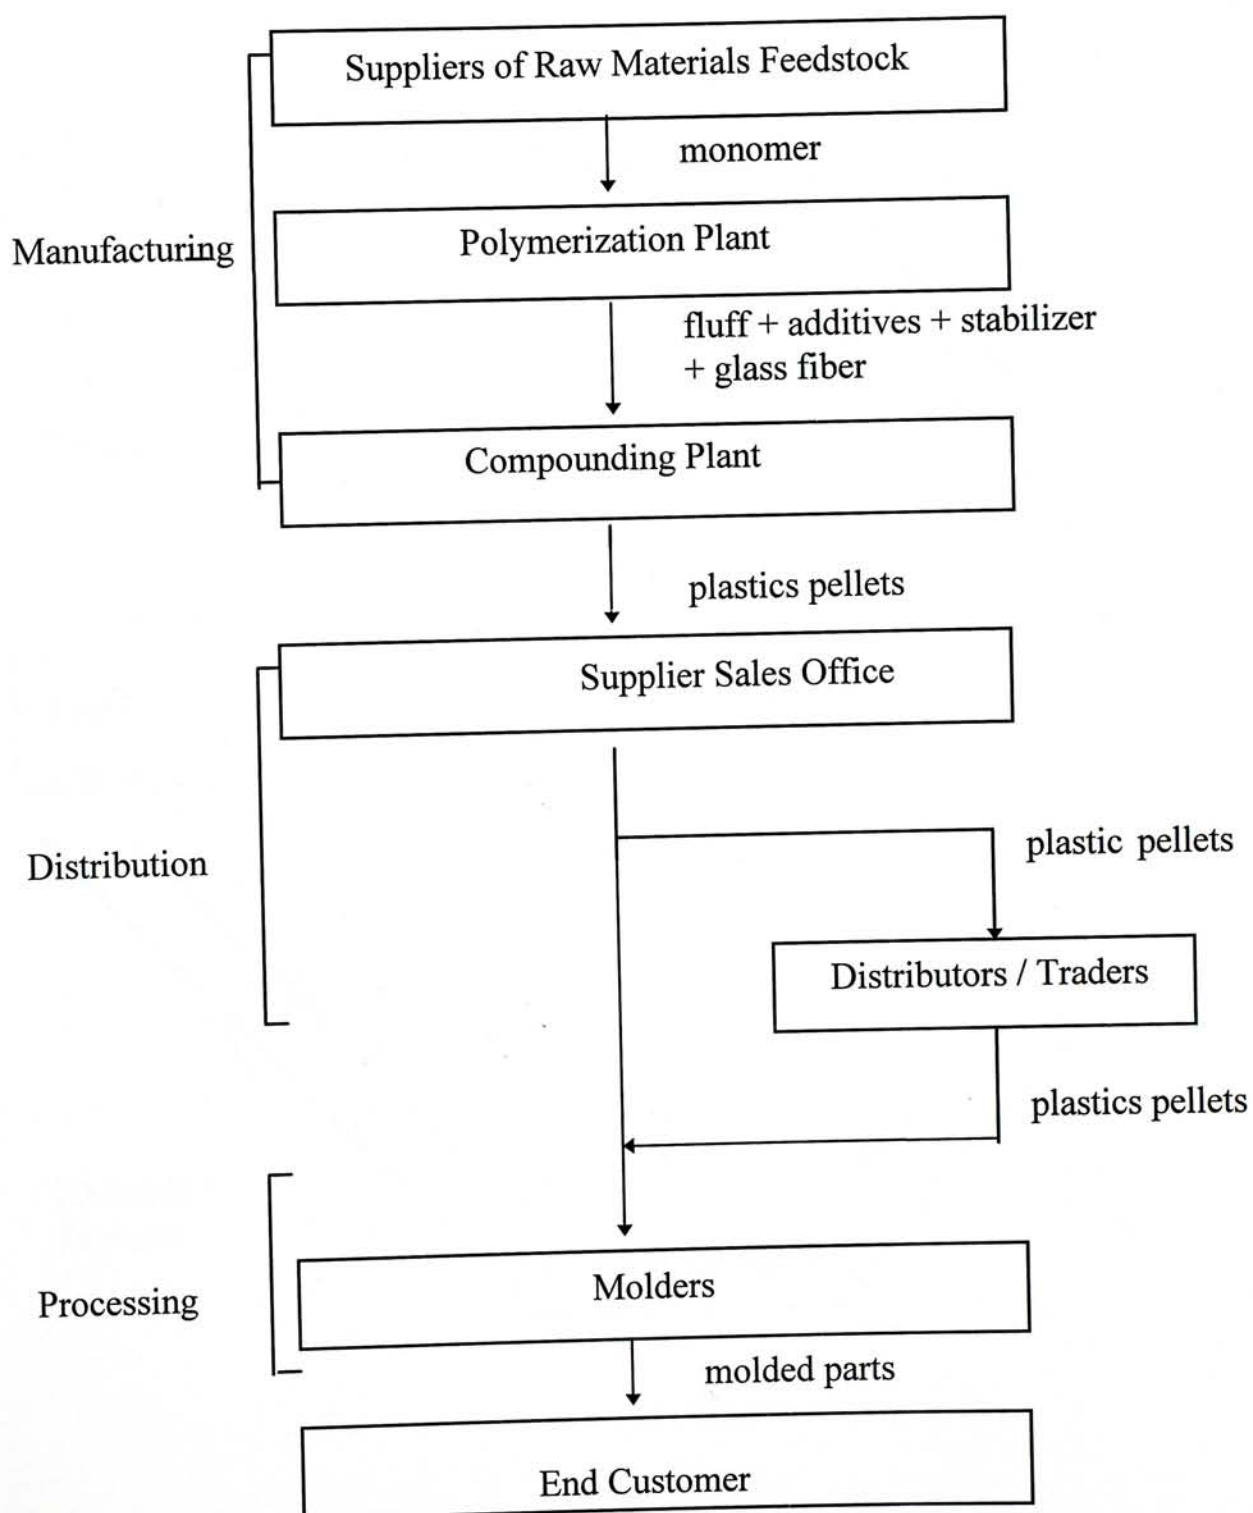 Suppliers of Raw Materials Feedstock
monomer
Manufacturing
Polymerization Plant
fluff + additives + stabilizer
+ glass fiber
Compounding Plant
plastics pellets
Supplier Sales Office
plastic pellets
Distribution
Distributors / Traders
plastics pellets
Molders
Processing
molded parts
End Customer